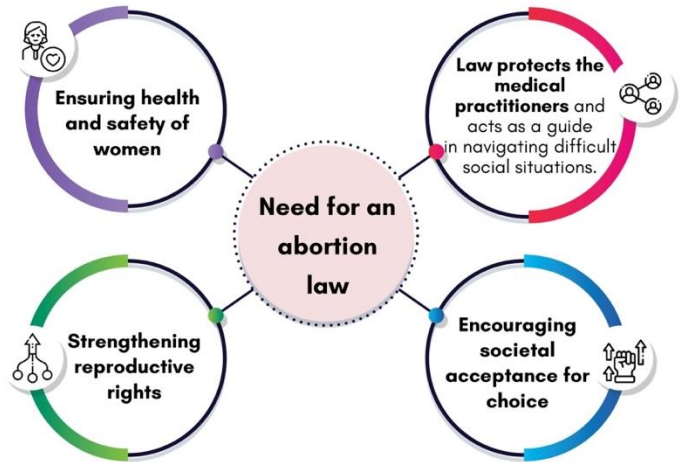 Ensuring health
and safety of
women
Law protects the
medical
practitioners and
acts as a guide
in navigating difficult
social situations.
Need for an
abortion
law
Strengthening
reproductive
rights
Encouraging
societal
acceptance for
choice